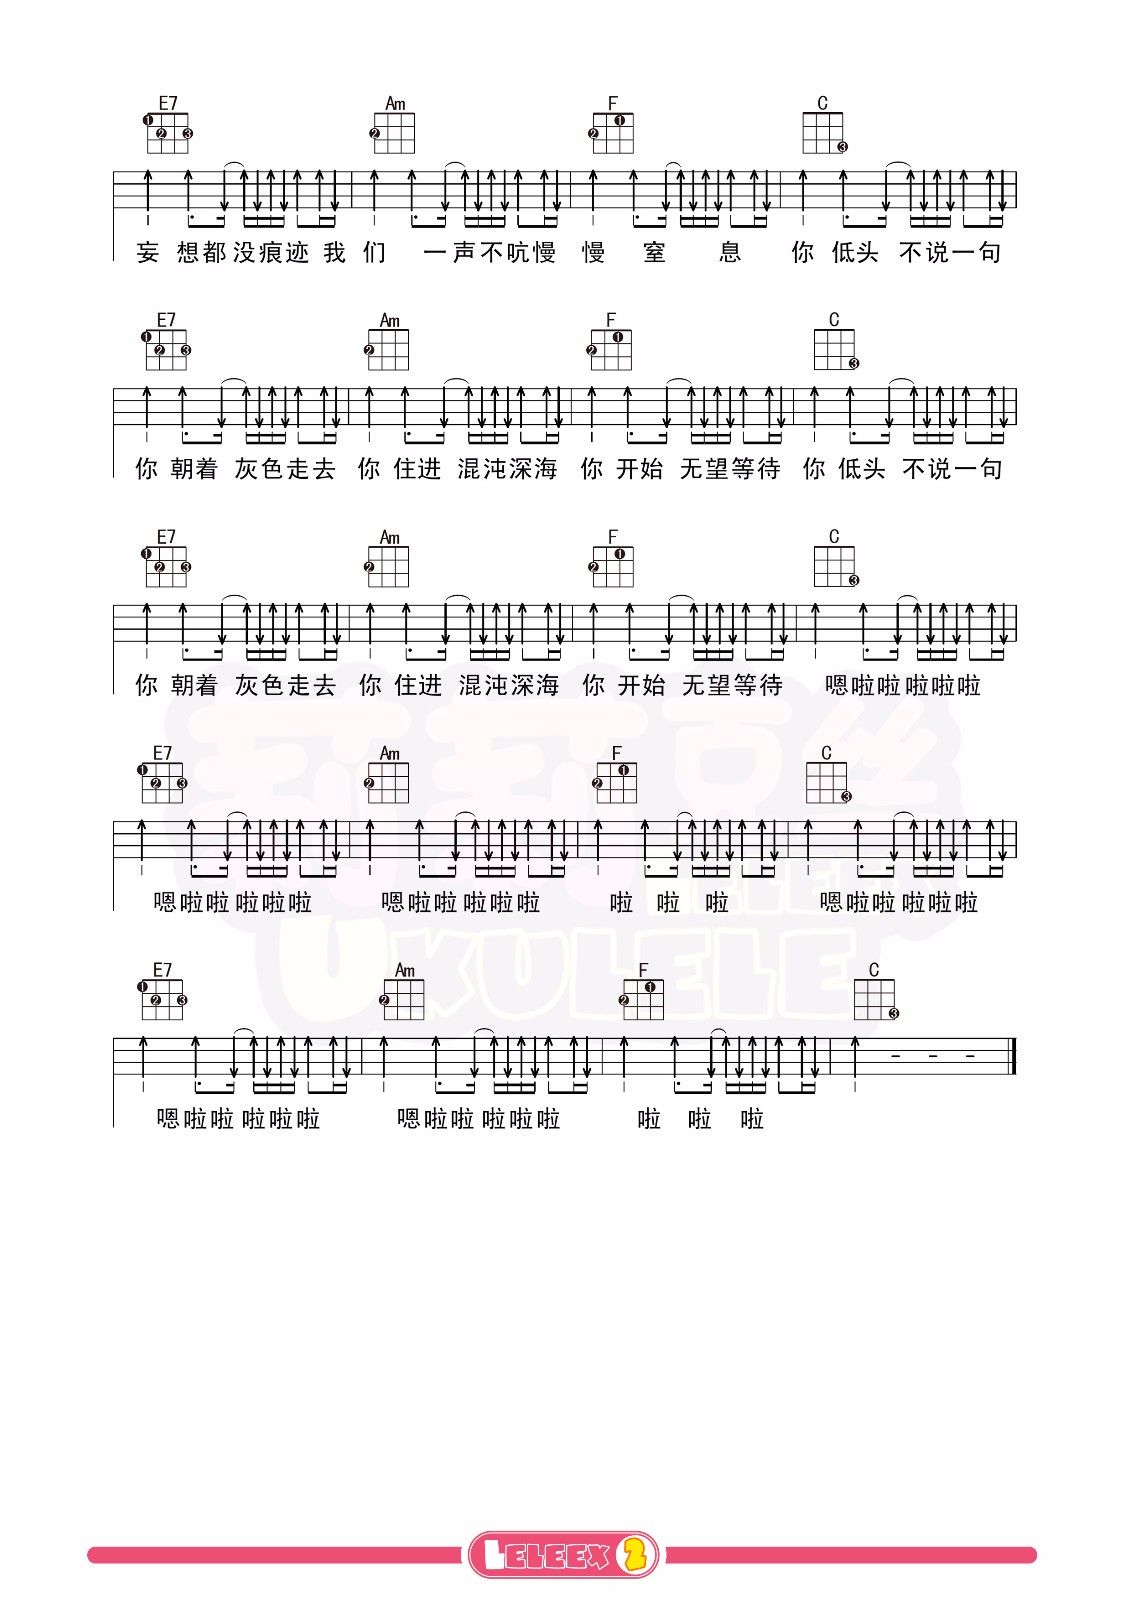 E7 Am F C
妄 想都没痕迹 我 们 一声不吭慢 慢 窒 息 你 低头 不说一句
E7 Am F C
你 朝着 灰色走去 你 住进 混沌深海 你 开始 无望等待 你 低头 不说一句
E7 Am F C
你 朝着 灰色走去 你 住进 混沌深海 你 开始 无望等待 嗯啦啦 啦啦啦
E7 Am F C
嗯啦啦 啦啦啦 嗯啦啦 啦啦啦 啦 啦 啦 嗯啦啦 啦啦啦
E7 Am F C
嗯啦啦 啦啦啦 嗯啦啦 啦啦啦 啦 啦 啦
LELEEX
UKULELE
LELEEX 2